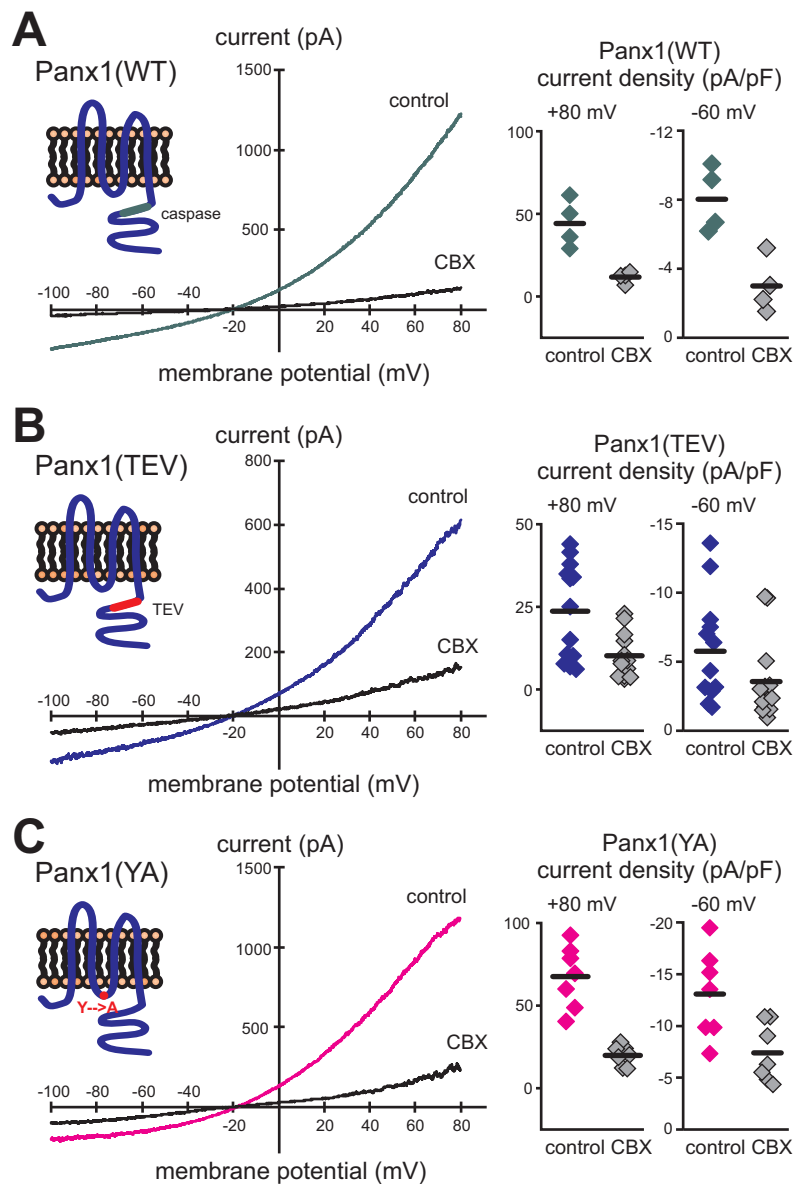 A
Panx1(WT)
caspase
current (pA)
1500
1000
500
control
CBX
-100
-80
-60
-40
-20
20
40
60
80
membrane potential (mV)
Panx1(WT)
current density (pA/pF)
+80 mV
-60 mV
100
50
0
-12
-8
-4
0
control CBX
control CBX
B
Panx1(TEV)
TEV
current (pA)
800
600
400
200
control
CBX
-100
-80
-60
-40
-20
20
40
60
80
membrane potential (mV)
Panx1(TEV)
current density (pA/pF)
+80 mV
-60 mV
50
25
0
-15
-10
-5
0
control CBX
control CBX
C
Panx1(YA)
Y-->A
current (pA)
1500
1000
500
control
CBX
-100
-80
-60
-40
-20
20
40
60
80
membrane potential (mV)
Panx1(YA)
current density (pA/pF)
+80 mV
-60 mV
100
50
0
-20
-15
-10
-5
0
control CBX
control CBX